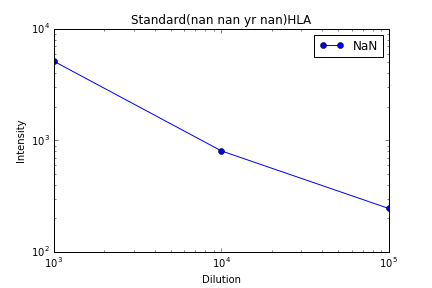 Standard(nan nan yr nan)HLA
NaN
10^4
10^3
10^2
Intensity
10^3 10^4 10^5
Dilution